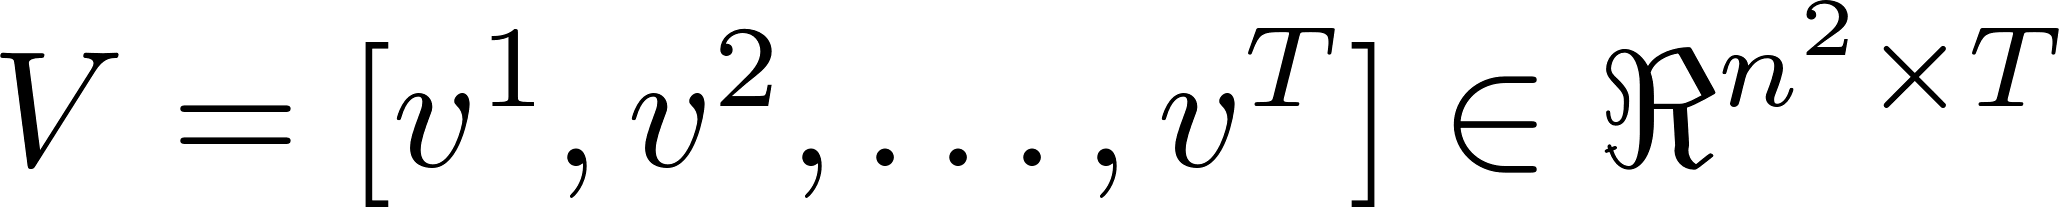 V = [v^1, v^2, . . . , v^T] ∈ ℜ^{n^2×T}